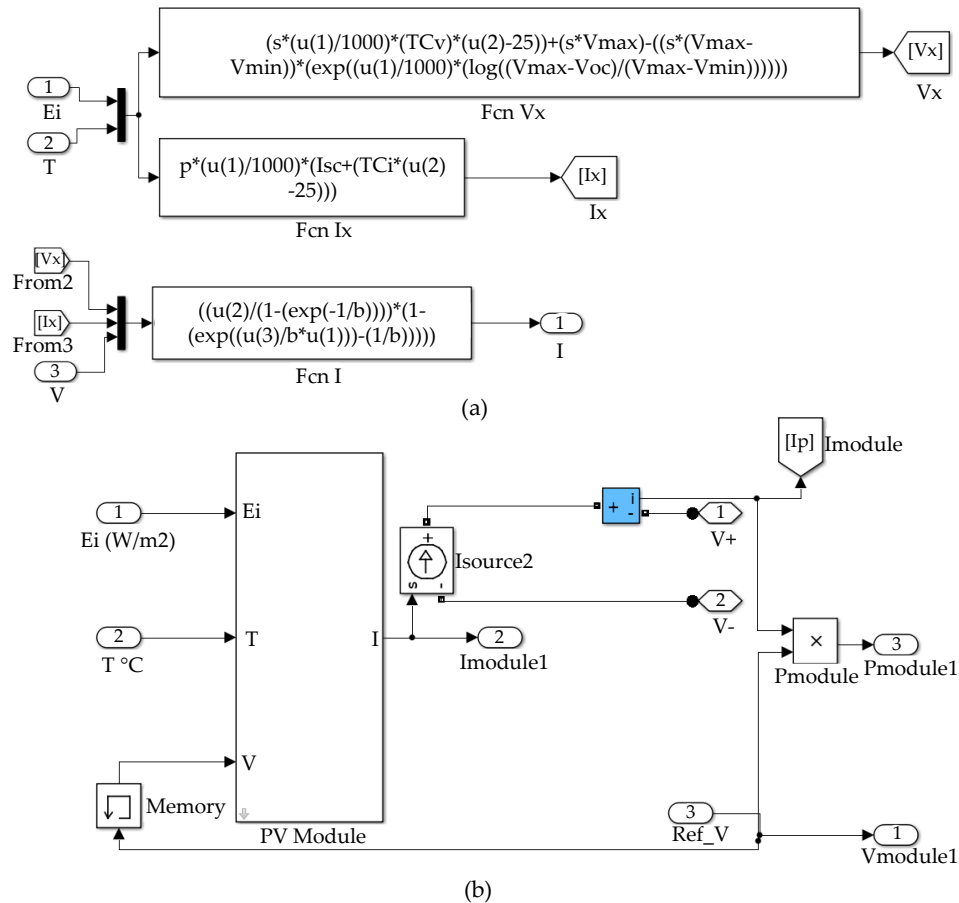 (s*(u(1)/1000)*(TCv)*(u(2)-25))+(s*Vmax)-((s*(Vmax-
Vmin))*(exp((u(1)/1000)*(log((Vmax-Voc)/(Vmax-Vmin))))))
Fcn Vx
[Vx]
Vx
1
Ei
2
T
p*(u(1)/1000)*(Isc+(TCi*(u(2)
-25)))
Fcn Ix
[Ix]
Ix
[Vx]
From2
[Ix]
From3
3
V
((u(2)/(1-(exp(-1/b))))*(1-
(exp((u(3)/b*u(1)))-(1/b)))))
Fcn I
1
I
(a)
[Ip]
Imodule
1
Ei (W/m2)
Ei
+
i
-
1
V+
+
s
-
Isource2
2
V-
2
T °C
T
I
2
Imodule1
×
Pmodule
3
Pmodule1
V
Memory
PV Module
3
Ref_V
1
Vmodule1
(b)